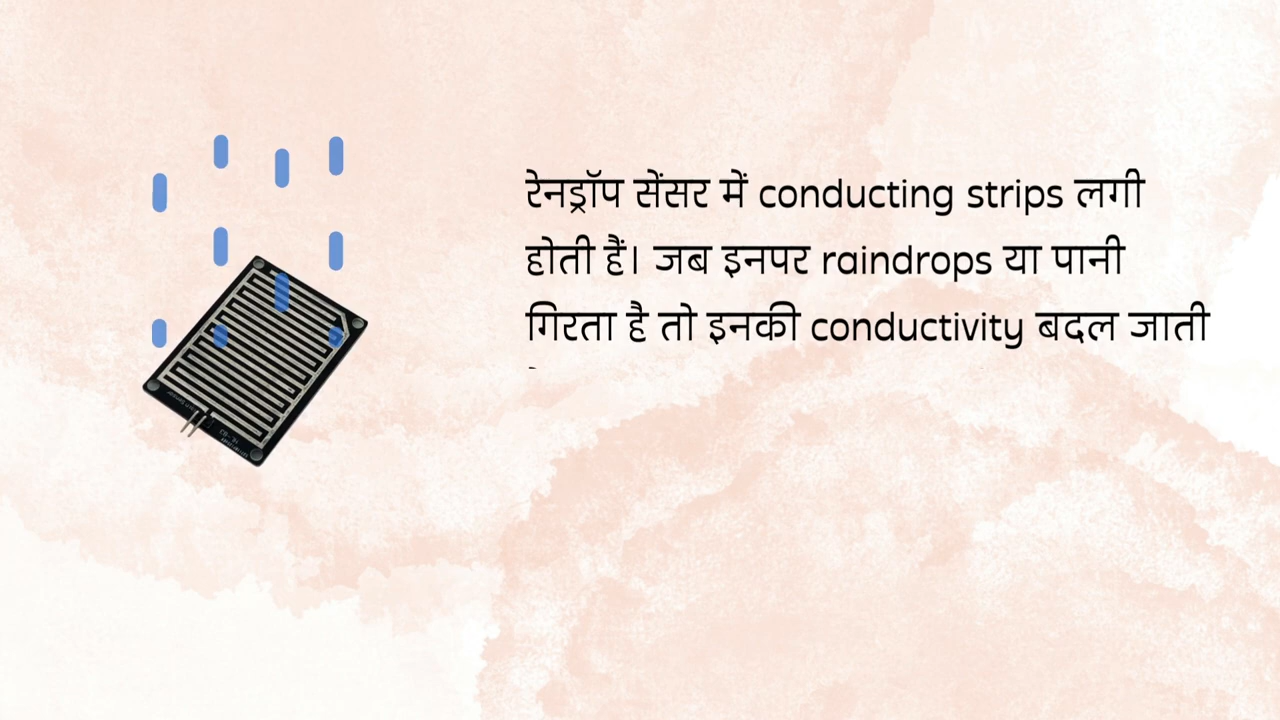 रेनड्रॉप सेंसर में conducting strips लगी
होती हैं। जब इनपर raindrops या पानी
गिरता है तो इनकी conductivity बदल जाती